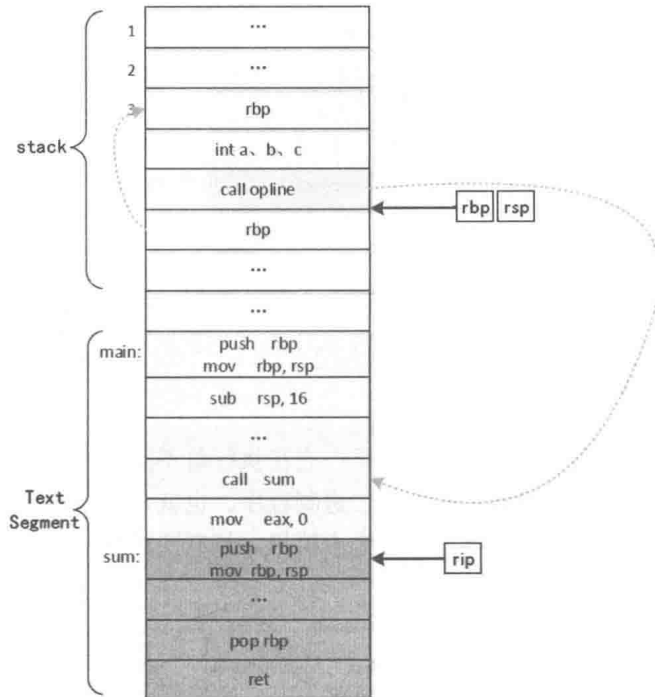 1
...
2
...
3
rbp
stack
int a、b、c
call opline
rbp rsp
rbp
...
...
main:
push rbp
mov rbp, rsp
sub rsp, 16
...
call sum
Text
Segment
mov eax, 0
sum:
push rbp
mov rbp, rsp
rip
...
pop rbp
ret